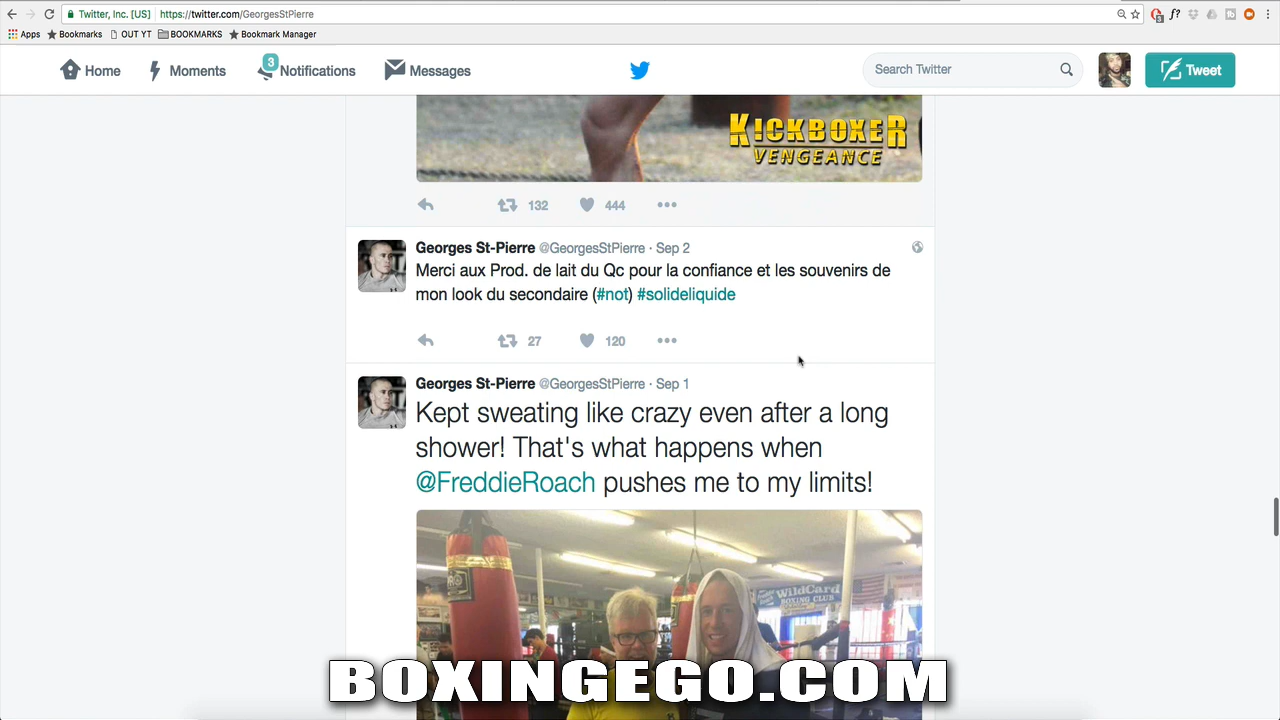 Twitter, Inc. [US] https://twitter.com/GeorgesStPierre
Apps Bookmarks OUT YT BOOKMARKS Bookmark Manager
Home Moments 3 Notifications Messages Search Twitter Tweet
K!CKBOXER
VENGEANCE
132 444
Georges St-Pierre @GeorgesStPierre · Sep 2
Merci aux Prod. de lait du Qc pour la confiance et les souvenirs de
mon look du secondaire (#not) #solideliquide
27 120
Georges St-Pierre @GeorgesStPierre · Sep 1
Kept sweating like crazy even after a long
shower! That's what happens when
@FreddieRoach pushes me to my limits!
WILDCARD
BOXING CLUB
BOXINGEGO.COM